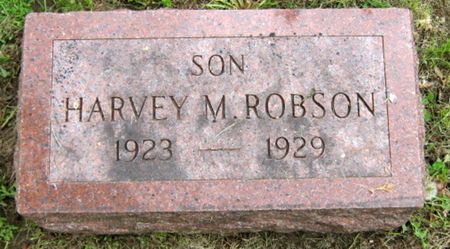 SON
HARVEY M. ROBSON
1923 — 1929